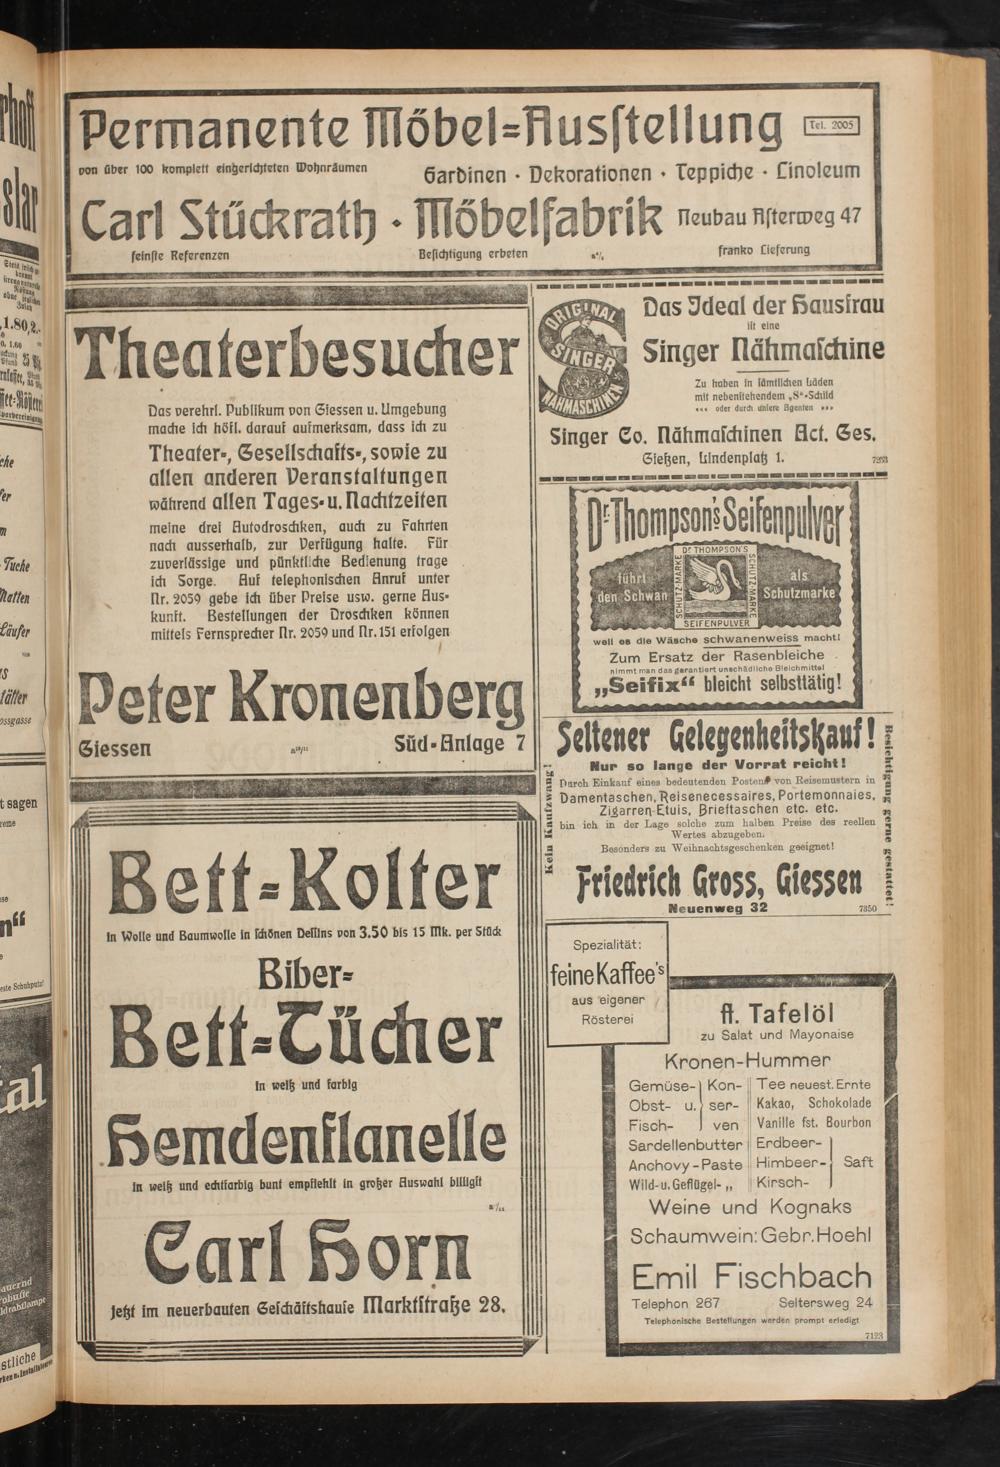 Permanente Möbel=Ausstellung
Tel. 2005
von über 100 komplett eingerichteten Wohnräumen
Gardinen · Dekorationen · Teppiche · Linoleum
Carl Stückrath · Möbelfabrik Neubau Asterweg 47
feinste Referenzen
Besichtigung erbeten
franko Lieferung
Theaterbesucher
Das verehrl. Publikum von Giessen u. Umgebung
mache ich höfl. darauf aufmerksam, dass ich zu
Theater-, Gesellschafts-, sowie zu
allen anderen Veranstaltungen
während allen Tages- u. Nachtzeiten
meine drei Autodroschken, auch zu Fahrten
nach ausserhalb, zur Verfügung halte. Für
zuverlässige und pünktliche Bedienung trage
ich Sorge. Auf telephonischen Anruf unter
Nr. 2059 gebe ich über Preise usw. gerne Aus-
kunft. Bestellungen der Droschken können
mittels Fernsprecher Nr. 2059 und Nr. 151 erfolgen
Peter Kronenberg
Giessen
Süd-Anlage 7
Bett=Kolter
in Wolle und Baumwolle in schönen Dessins von 3.50 bis 15 Mk. per Stück
Biber=
Bett=Tücher
in weiß und farbig
Hemdenflanelle
in weiß und echtfarbig bunt empfiehlt in großer Auswahl billigst
Carl Horn
Jetzt im neuerbauten Geschäftshause Marktstraße 28.
ORIGINAL
SINGER
NÄHMASCHINEN
Das Ideal der Hausfrau
ist eine
Singer Nähmaschine
Zu haben in sämtlichen Läden
mit nebenstehendem „S"-Schild
oder durch unsere Agenten
Singer Co. Nähmaschinen Act. Ges.
Gießen, Lindenplatz 1.
7253
Dr. Thompson's Seifenpulver
führt
den Schwan
DR THOMPSON'S
SCHUTZ-MARKE
SCHUTZ-MARKE
SEIFENPULVER
als
Schutzmarke
weil es die Wäsche schwanenweiss macht!
Zum Ersatz der Rasenbleiche
nimmt man das garantiert unschädliche Bleichmittel
„Seifix" bleicht selbsttätig!
Seltener Gelegenheitskauf!
Nur so lange der Vorrat reicht!
Kein Kaufzwang!
Durch Einkauf eines bedeutenden Postens von Reisemustern in
Damentaschen, Reisenecessaires, Portemonnaies,
Zigarren-Etuis, Brieftaschen etc. etc.
bin ich in der Lage solche zum halben Preise des reellen
Wertes abzugeben.
Besonders zu Weihnachtsgeschenken geeignet!
Besichtigung gerne gestattet!
Friedrich Gross, Giessen
Neuenweg 32
7350
Spezialität:
feine Kaffee's
aus eigener
Rösterei
ff. Tafelöl
zu Salat und Mayonaise
Kronen-Hummer
Gemüse- Kon- Tee neuest. Ernte
Obst- u. ser- Kakao, Schokolade
Fisch- ven Vanille fst. Bourbon
Sardellenbutter Erdbeer-
Anchovy-Paste Himbeer- Saft
Wild- u. Geflügel- „ Kirsch-
Weine und Kognaks
Schaumwein: Gebr. Hoehl
Emil Fischbach
Telephon 267
Seltersweg 24
Telephonische Bestellungen werden prompt erledigt
7123